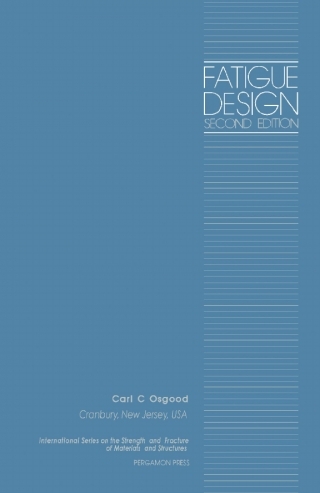 FATIGUE
DESIGN
SECOND EDITION
Carl C Osgood
Cranbury, New Jersey, USA
International Series on the Strength and Fracture
of Materials and Structures
PERGAMON PRESS